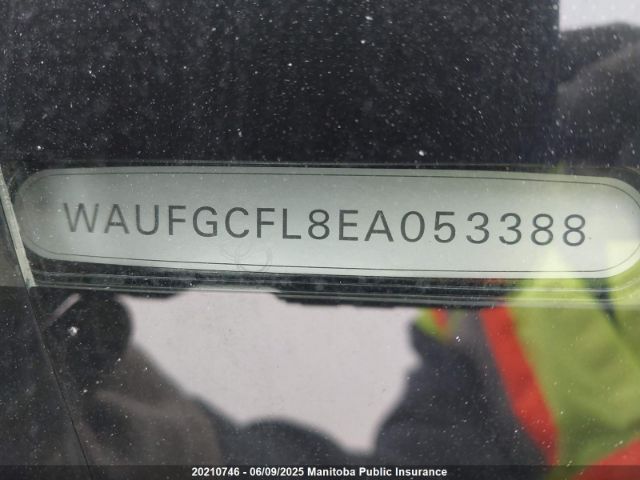 WAUFGCFL8EA053388
20210746 - 06/09/2025 Manitoba Public Insurance